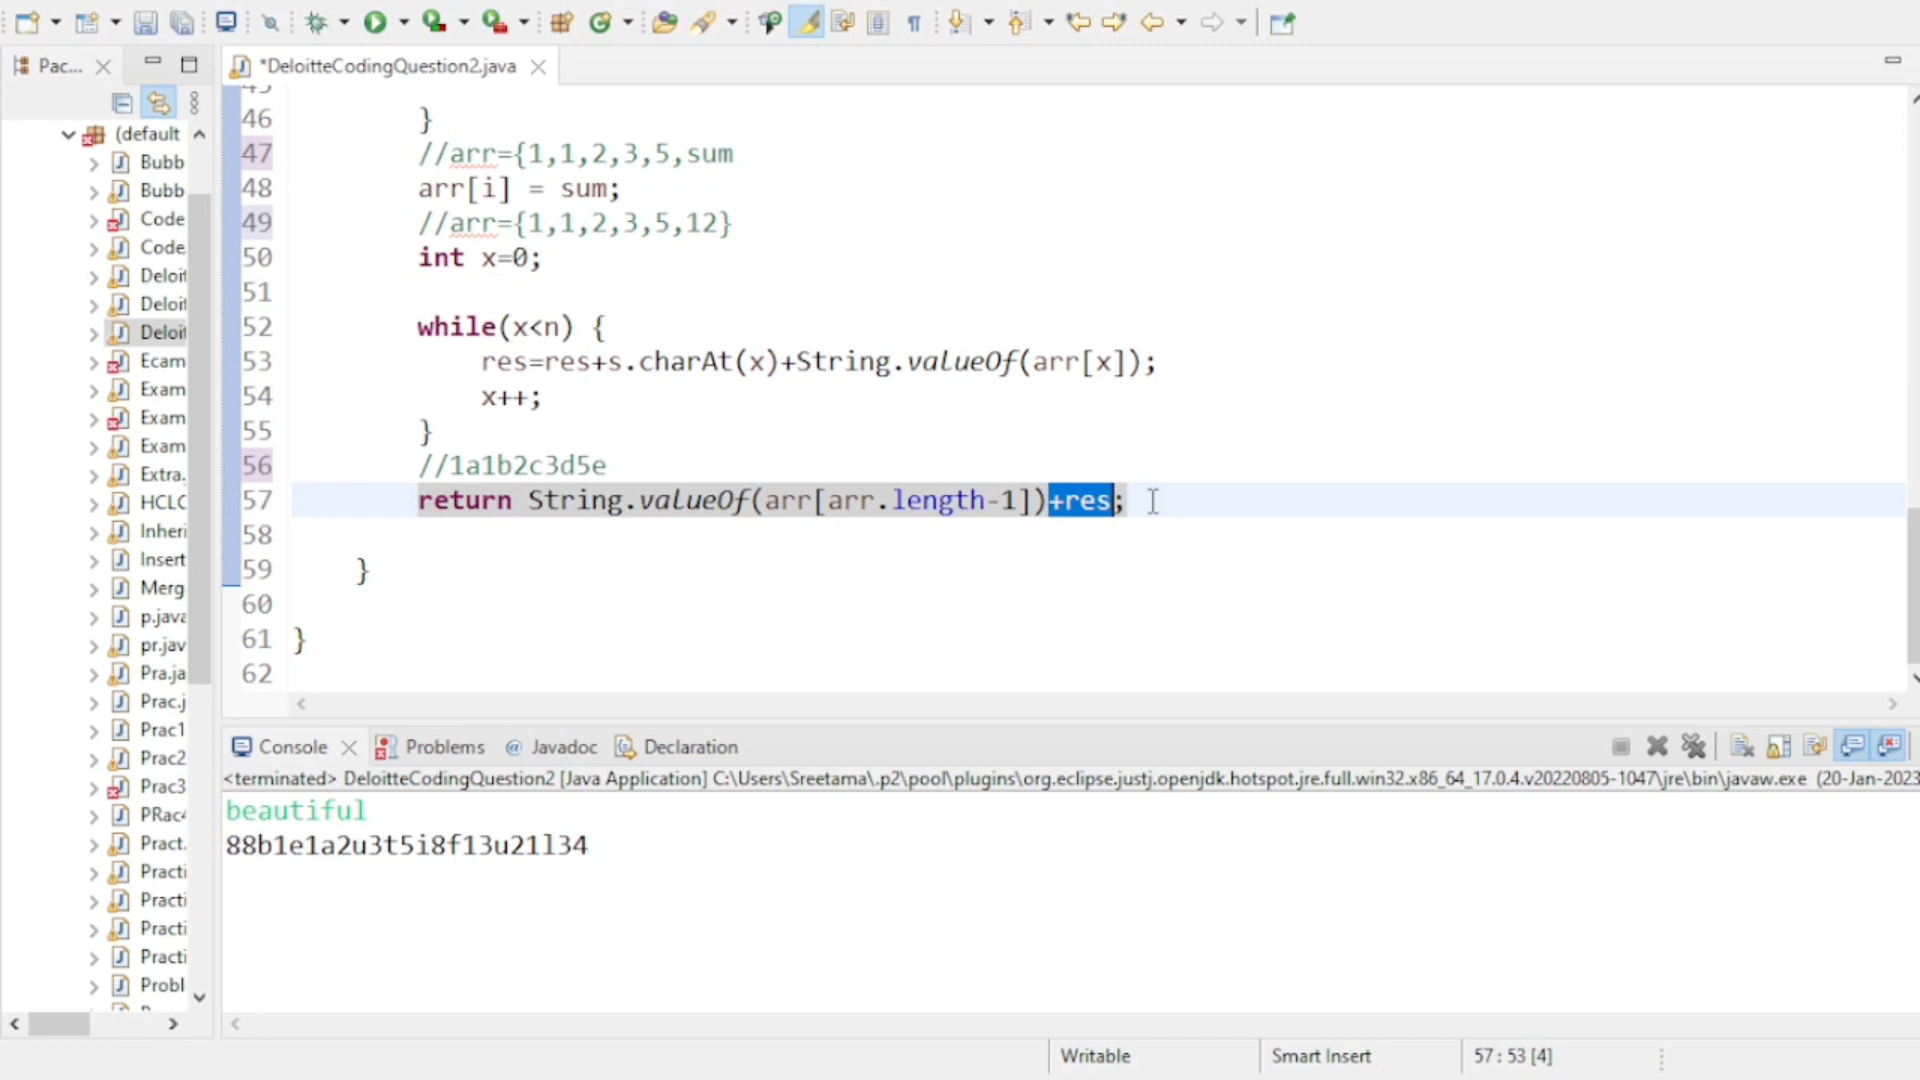 Pac...
*DeloitteCodingQuestion2.java
(default
Bubb
Bubb
Code
Code
Deloit
Deloit
Deloit
Ecam
Exam
Exam
Exam
Extra.
HCLC
Inheri
Insert
Merg
p.java
pr.jav
Pra.ja
Prac.j
Prac1
Prac2
Prac3
PRac4
Pract.
Practi
Practi
Practi
Practi
Probl
45
46 }
47 //arr={1,1,2,3,5,sum
48 arr[i] = sum;
49 //arr={1,1,2,3,5,12}
50 int x=0;
51
52 while(x<n) {
53 res=res+s.charAt(x)+String.valueOf(arr[x]);
54 x++;
55 }
56 //1a1b2c3d5e
57 return String.valueOf(arr[arr.length-1])+res;
58
59 }
60
61 }
62
Console Problems @ Javadoc Declaration
<terminated> DeloitteCodingQuestion2 [Java Application] C:\Users\Sreetama\.p2\pool\plugins\org.eclipse.justj.openjdk.hotspot.jre.full.win32.x86_64_17.0.4.v20220805-1047\jre\bin\javaw.exe (20-Jan-2023
beautiful
88b1e1a2u3t5i8f13u21l34
Writable Smart Insert 57 : 53 [4]